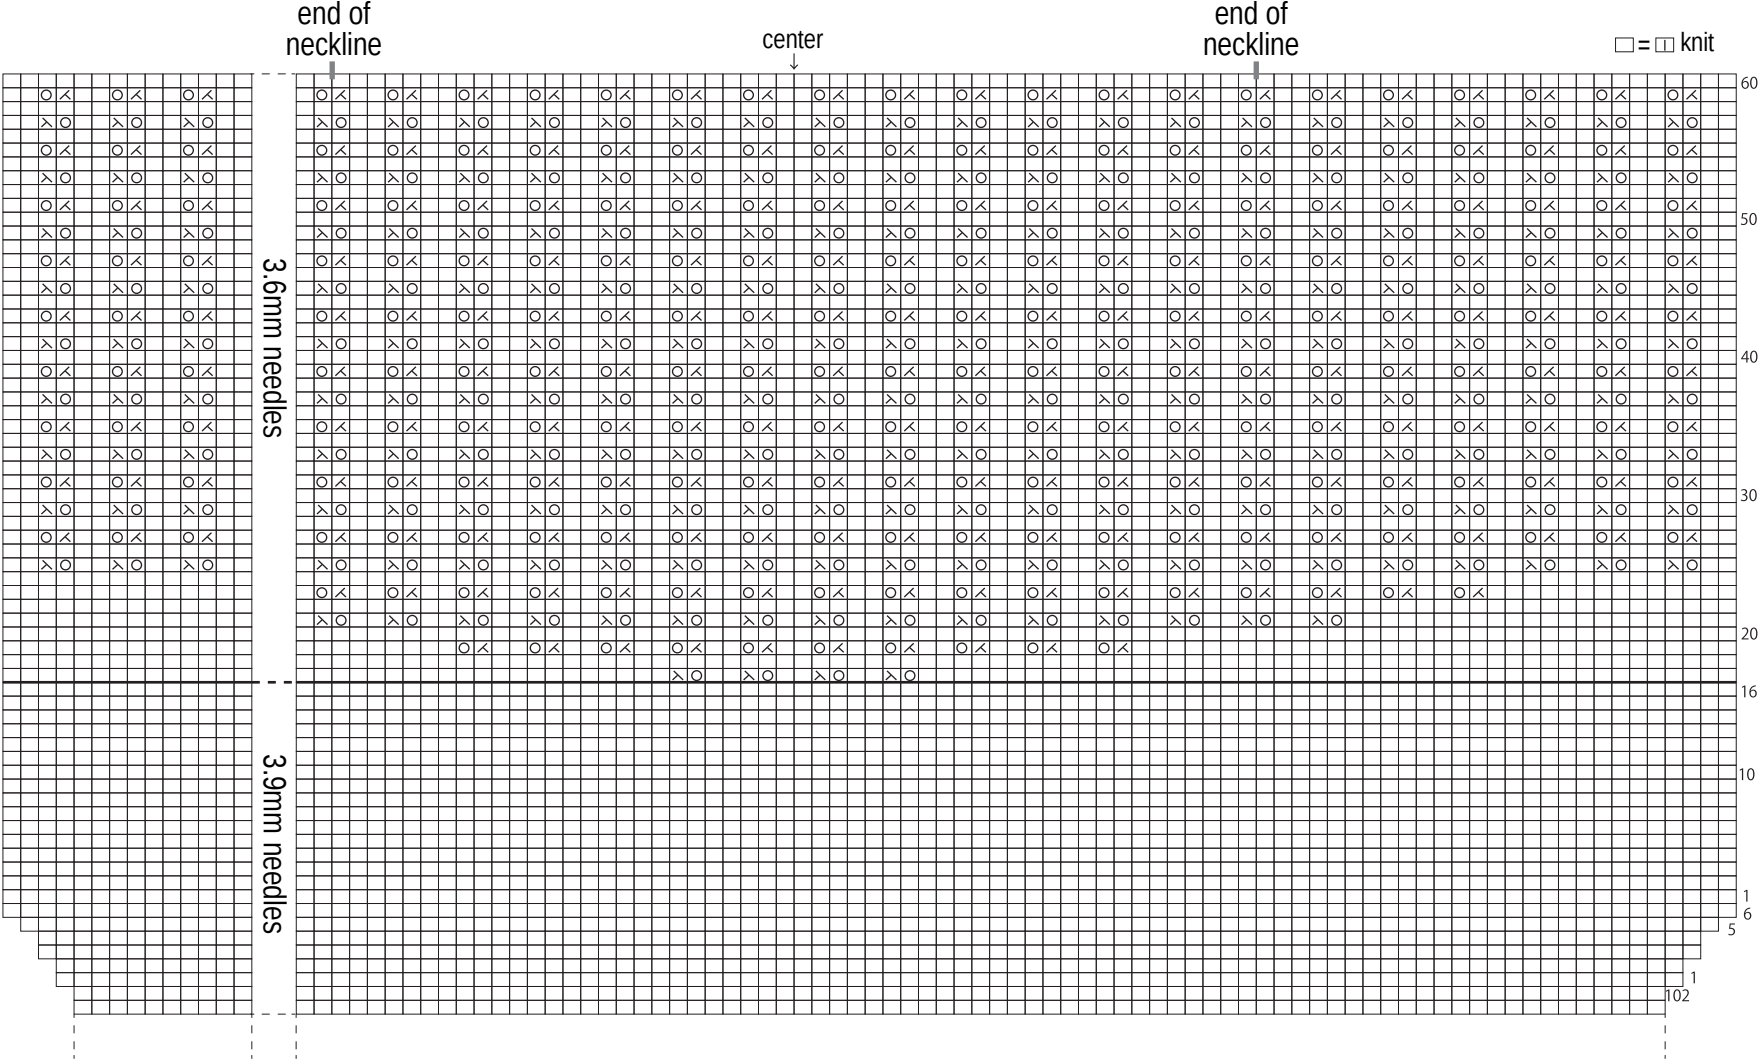 end of
neckline
center
end of
neckline
= knit
60
50
40
30
20
16
10
1
6
5
1
102
3.6mm needles
3.9mm needles